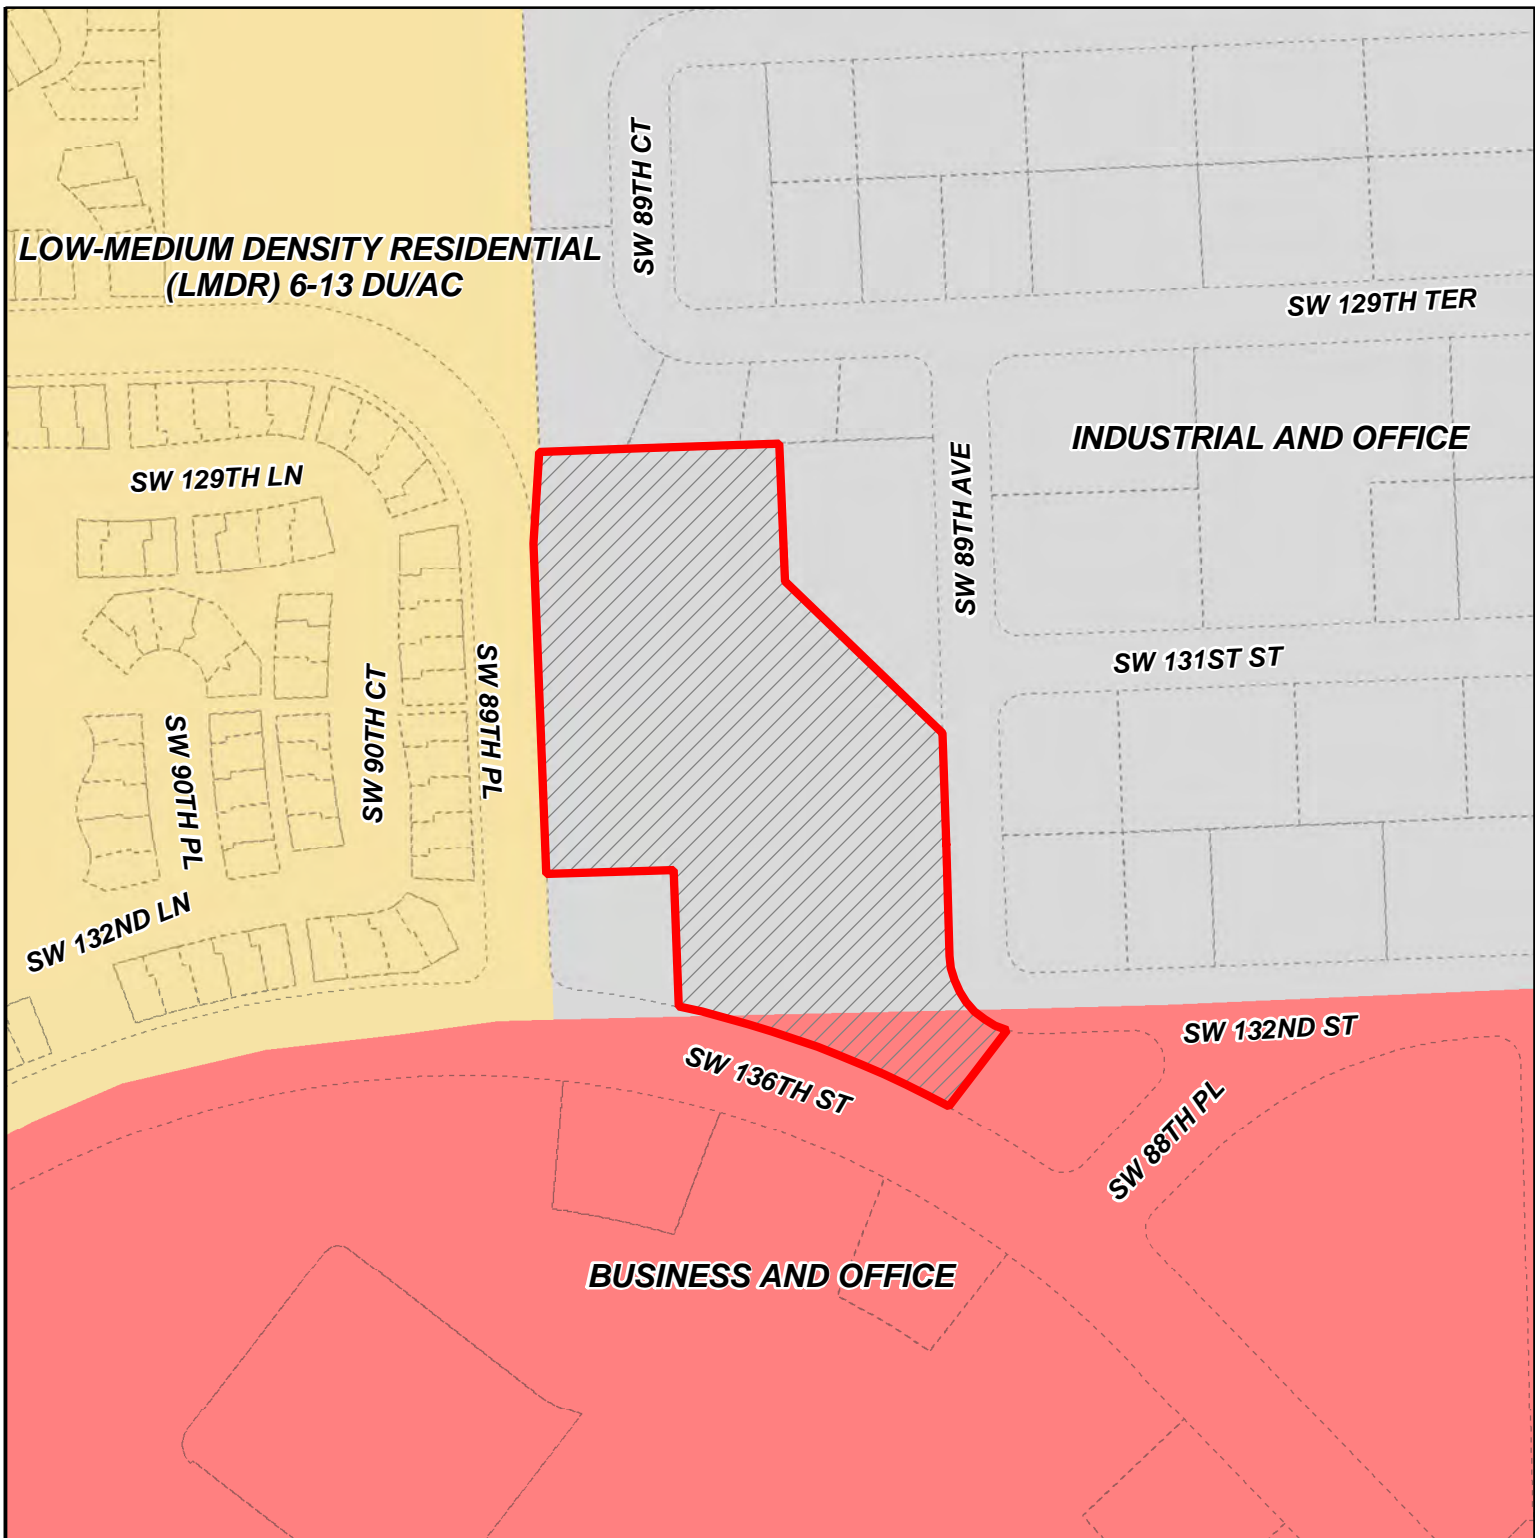 SW 89TH CT
LOW-MEDIUM DENSITY RESIDENTIAL
(LMDR) 6-13 DU/AC
SW 129TH TER
INDUSTRIAL AND OFFICE
SW 129TH LN
SW 89TH AVE
SW 131ST ST
SW 89TH PL
SW 90TH CT
SW 90TH PL
SW 132ND LN
SW 132ND ST
SW 136TH ST
SW 88TH PL
BUSINESS AND OFFICE